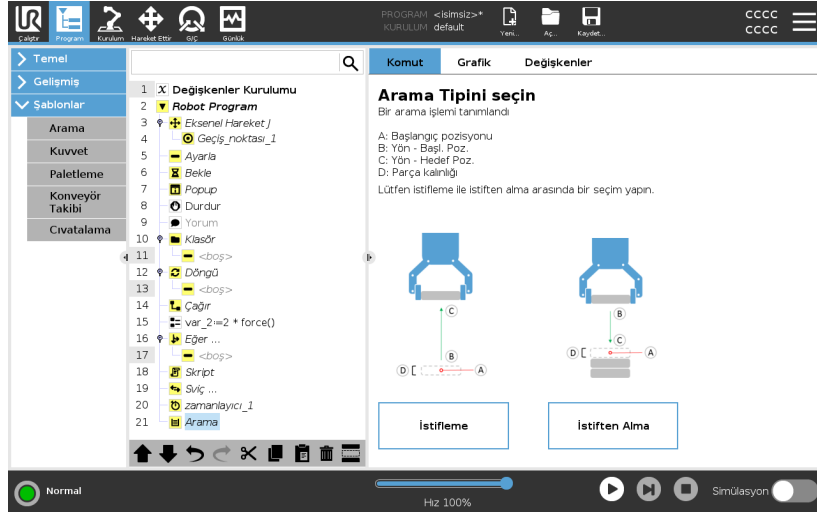 UR
PROGRAM <isimsiz>*
KURULUM default
Çalıştır Program Kurulum Hareket Ettir G/Ç Günlük
Yeni... Aç... Kaydet...
CCCC
CCCC
Temel
Gelişmiş
Şablonlar
Arama
Kuvvet
Paletleme
Konveyör
Takibi
Cıvatalama
1 X Değişkenler Kurulumu
2 Robot Program
3 Eksenel Hareket J
4 Geçiş_noktası_1
5 Ayarla
6 Bekle
7 Popup
8 Durdur
9 Yorum
10 Klasör
11 <boş>
12 Döngü
13 <boş>
14 Çağır
15 var_2:=2 * force()
16 Eğer ...
17 <boş>
18 Skript
19 Sviç ...
20 zamanlayıcı_1
21 Arama
Komut Grafik Değişkenler
Arama Tipini seçin
Bir arama işlemi tanımlandı
A: Başlangıç pozisyonu
B: Yön - Başl. Poz.
C: Yön - Hedef Poz.
D: Parça kalınlığı
Lütfen istifleme ile istiften alma arasında bir seçim yapın.
C
B
D A
B
C
D A
İstifleme İstiften Alma
Normal
Hız 100%
Simülasyon